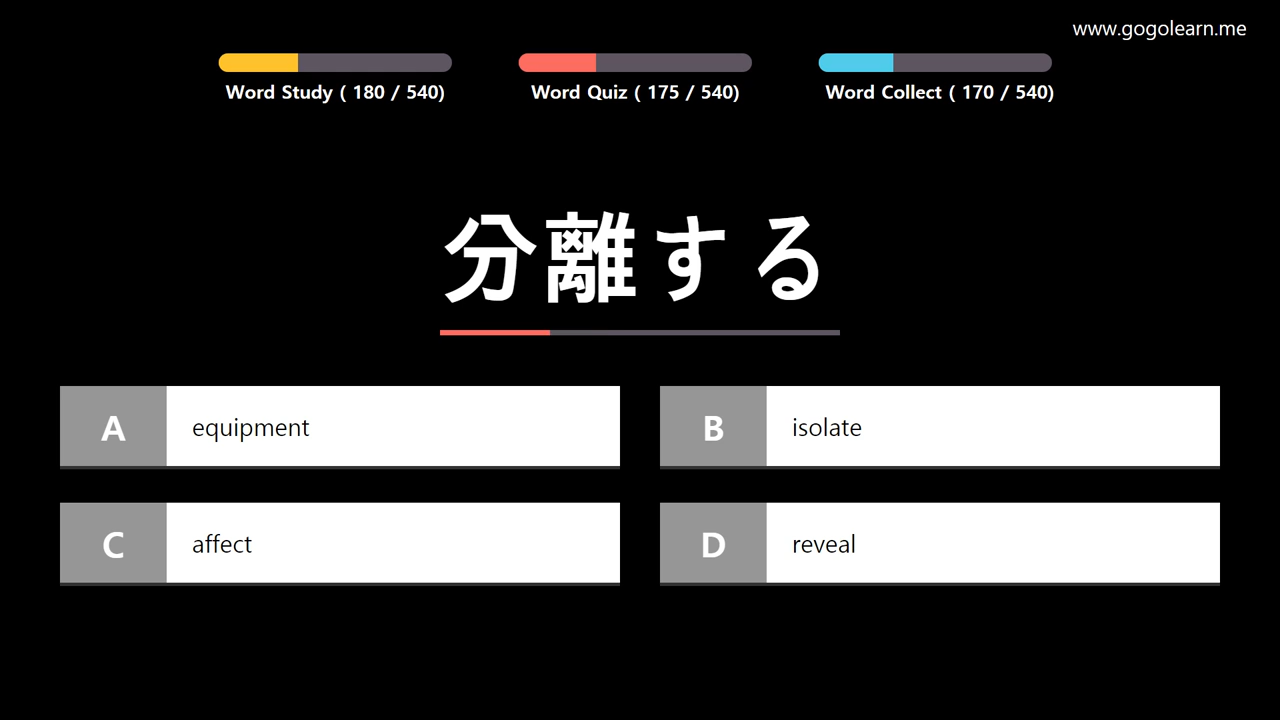 www.gogolearn.me
Word Study ( 180 / 540)
Word Quiz ( 175 / 540)
Word Collect ( 170 / 540)
分離する
A equipment
B isolate
C affect
D reveal